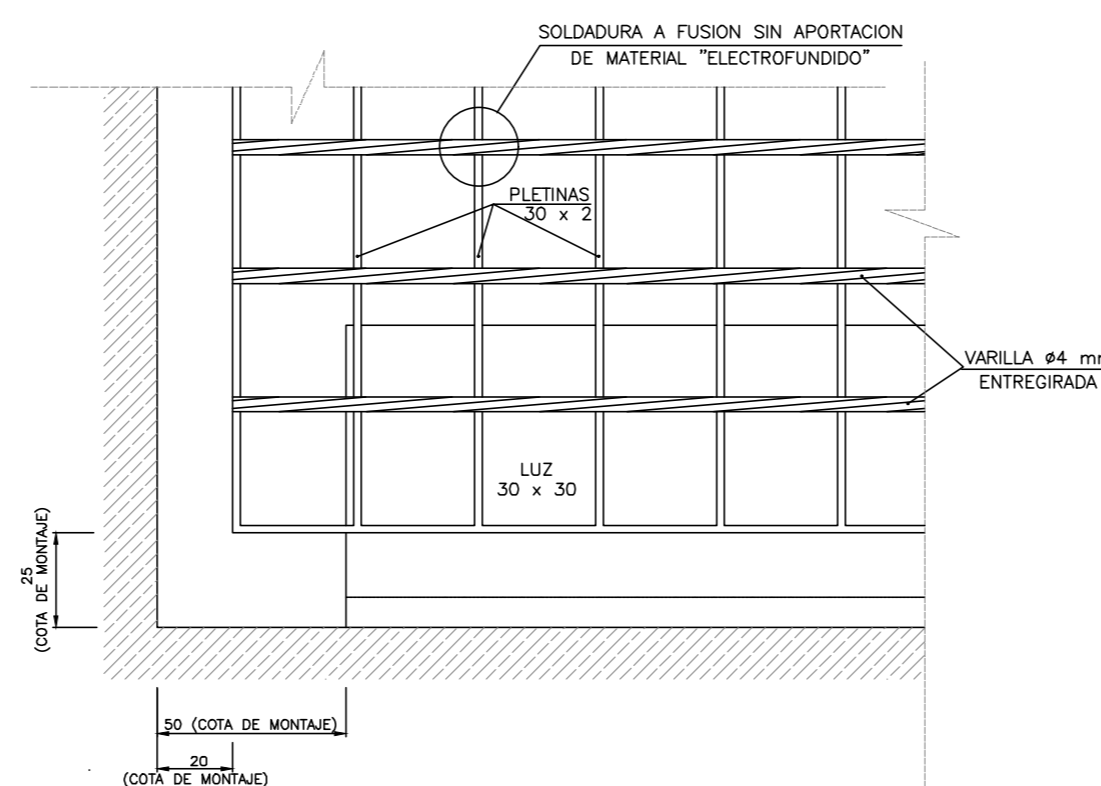 SOLDADURA A FUSION SIN APORTACION
DE MATERIAL "ELECTROFUNDIDO"
PLETINAS
30 x 2
VARILLA ø4
ENTREGIRADA
LUZ
30 x 30
25
(COTA DE MONTAJE)
50 (COTA DE MONTAJE)
20
(COTA DE MONTAJE)